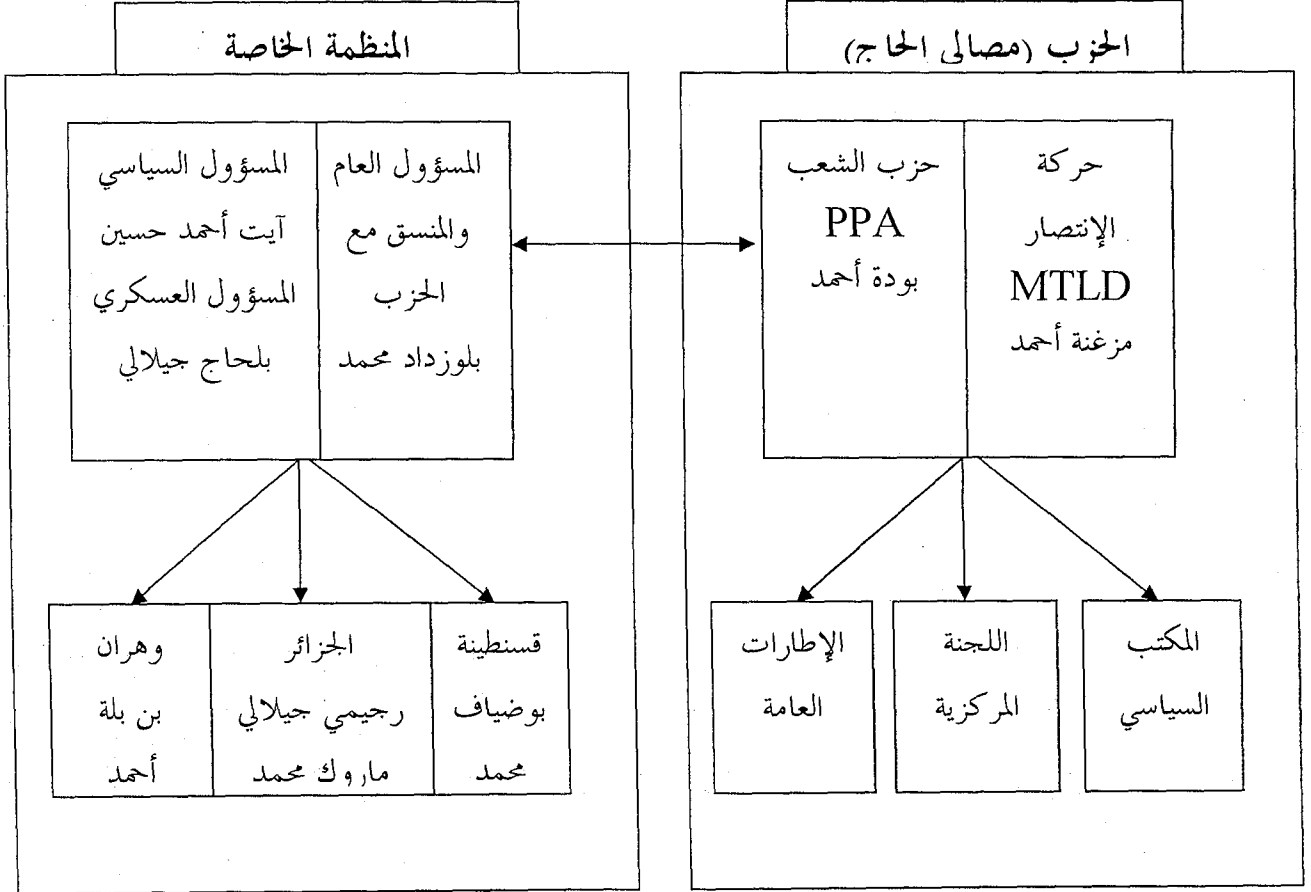 الحزب (مصالى الحاج)
حركة
الإنتصار
MTLD
مزغنة أحمد
حزب الشعب
PPA
بودة أحمد
المكتب
السياسي
اللجنة
المركزية
الإطارات
العامة
المنظمة الخاصة
المسؤول العام
والمنسق مع
الحزب
بلوزداد محمد
المسؤول السياسي
آيت أحمد حسين
المسؤول العسكري
بلحاج جيلالي
قسنطينة
بوضياف
محمد
الجزائر
رجيمي جيلالي
ماروك محمد
وهران
بن بلة
أحمد